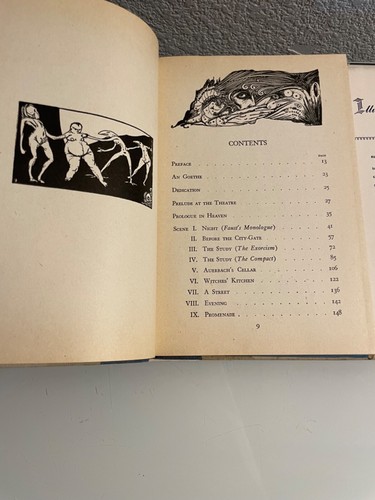 CONTENTS
PAGE
PREFACE 13
AN GOETHE 23
DEDICATION 25
PRELUDE AT THE THEATRE 27
PROLOGUE IN HEAVEN 35
SCENE I. NIGHT (Faust's Monologue) 41
II. BEFORE THE CITY-GATE 57
III. THE STUDY (The Exorcism) 72
IV. THE STUDY (The Compact) 85
V. AUERBACH'S CELLAR 106
VI. WITCHES' KITCHEN 122
VII. A STREET 136
VIII. EVENING 142
IX. PROMENADE 148
9